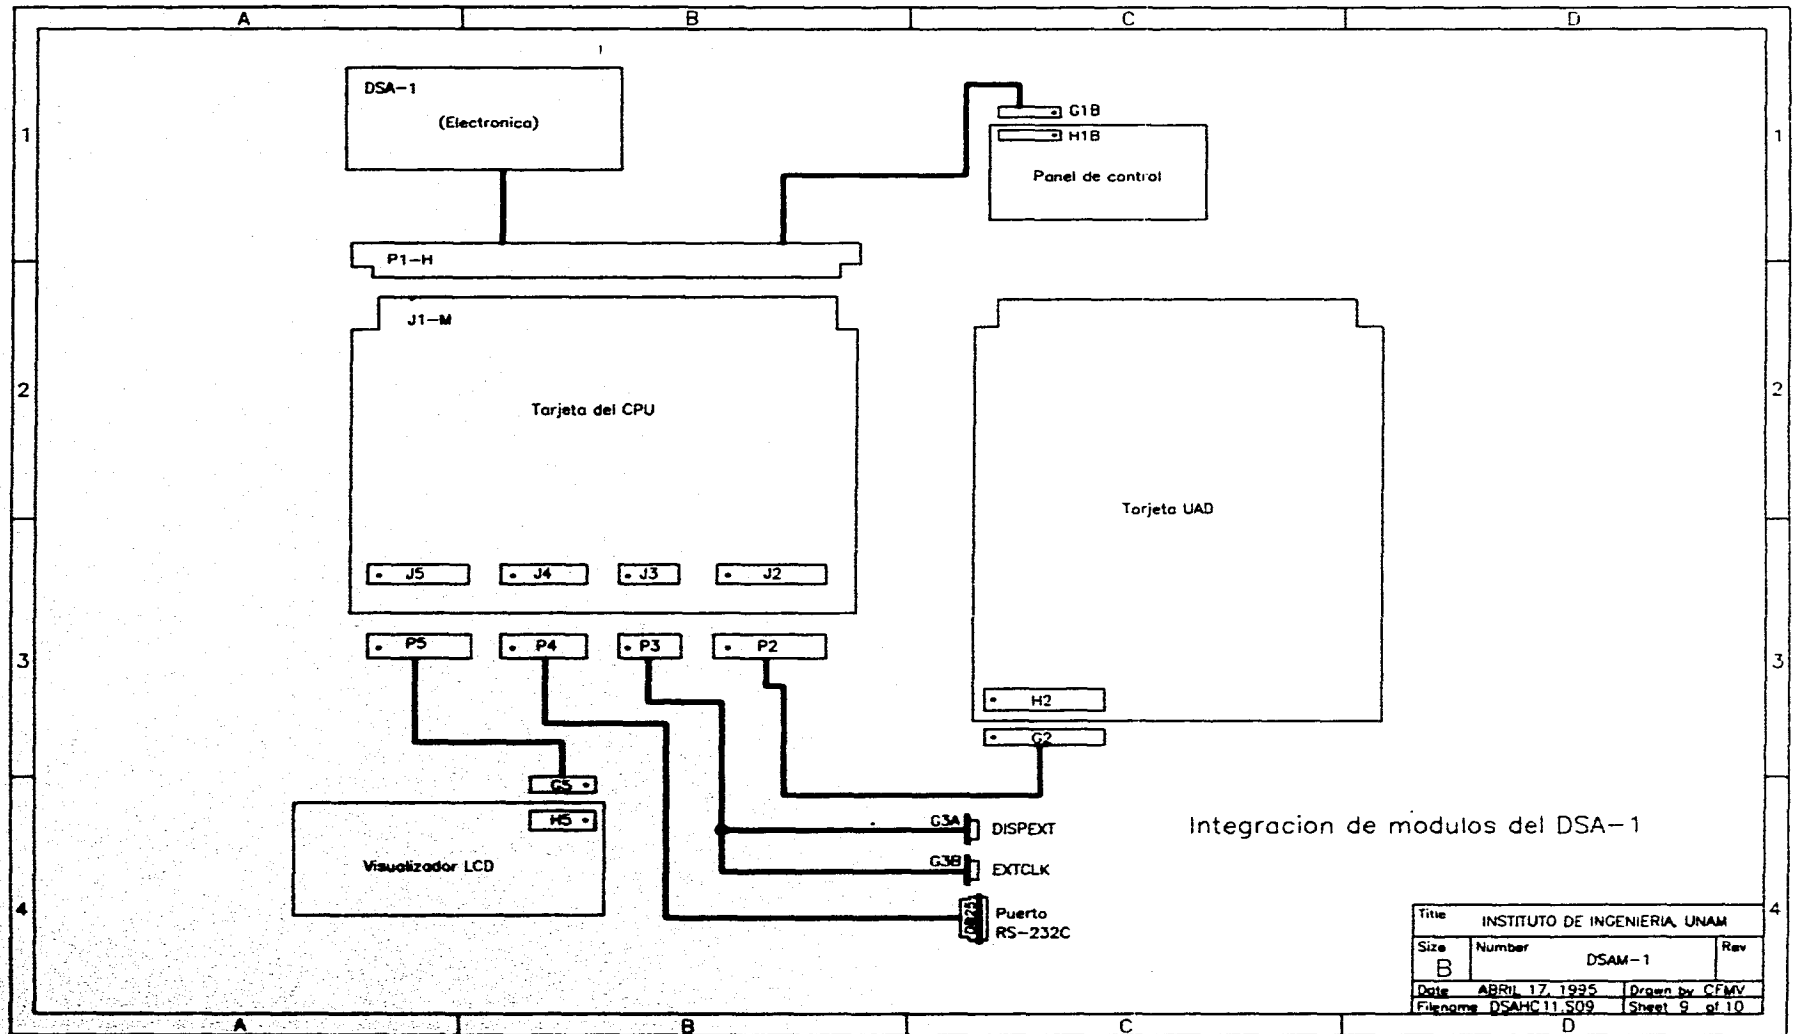 A B C D
1 1
DSA-1
(Electronica)
G1B
H1B
Panel de control
P1-H
J1-M
2 2
Tarjeta del CPU
Tarjeta UAD
J5 J4 J3 J2
P5 P4 P3 P2
3 3
H2
G2
G5
H5
Visualizador LCD
G3A DISPEXT
G3B EXTCLK
DB25 Puerto
RS-232C
Integracion de modulos del DSA-1
4 4
Title INSTITUTO DE INGENIERIA, UNAM
Size Number Rev
B DSAM-1
Date ABRIL 17, 1995 Drawn by CFMV
Filename DSAHC11.S09 Sheet 9 of 10
A B C D